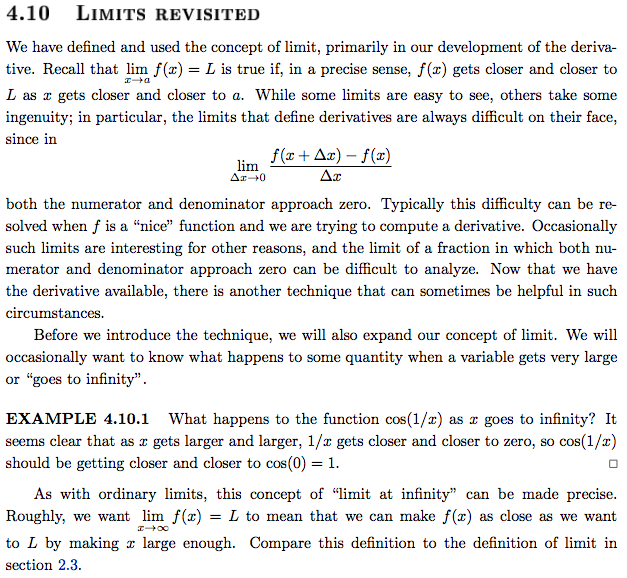 4.10 LIMITS REVISITED
We have defined and used the concept of limit, primarily in our development of the deriva-
tive. Recall that lim_{x→a} f(x) = L is true if, in a precise sense, f(x) gets closer and closer to
L as x gets closer and closer to a. While some limits are easy to see, others take some
ingenuity; in particular, the limits that define derivatives are always difficult on their face,
since in
lim_{Δx→0} (f(x + Δx) − f(x))/Δx
both the numerator and denominator approach zero. Typically this difficulty can be re-
solved when f is a “nice” function and we are trying to compute a derivative. Occasionally
such limits are interesting for other reasons, and the limit of a fraction in which both nu-
merator and denominator approach zero can be difficult to analyze. Now that we have
the derivative available, there is another technique that can sometimes be helpful in such
circumstances.
Before we introduce the technique, we will also expand our concept of limit. We will
occasionally want to know what happens to some quantity when a variable gets very large
or “goes to infinity”.
EXAMPLE 4.10.1 What happens to the function cos(1/x) as x goes to infinity? It
seems clear that as x gets larger and larger, 1/x gets closer and closer to zero, so cos(1/x)
should be getting closer and closer to cos(0) = 1. □
As with ordinary limits, this concept of “limit at infinity” can be made precise.
Roughly, we want lim_{x→∞} f(x) = L to mean that we can make f(x) as close as we want
to L by making x large enough. Compare this definition to the definition of limit in
section 2.3.